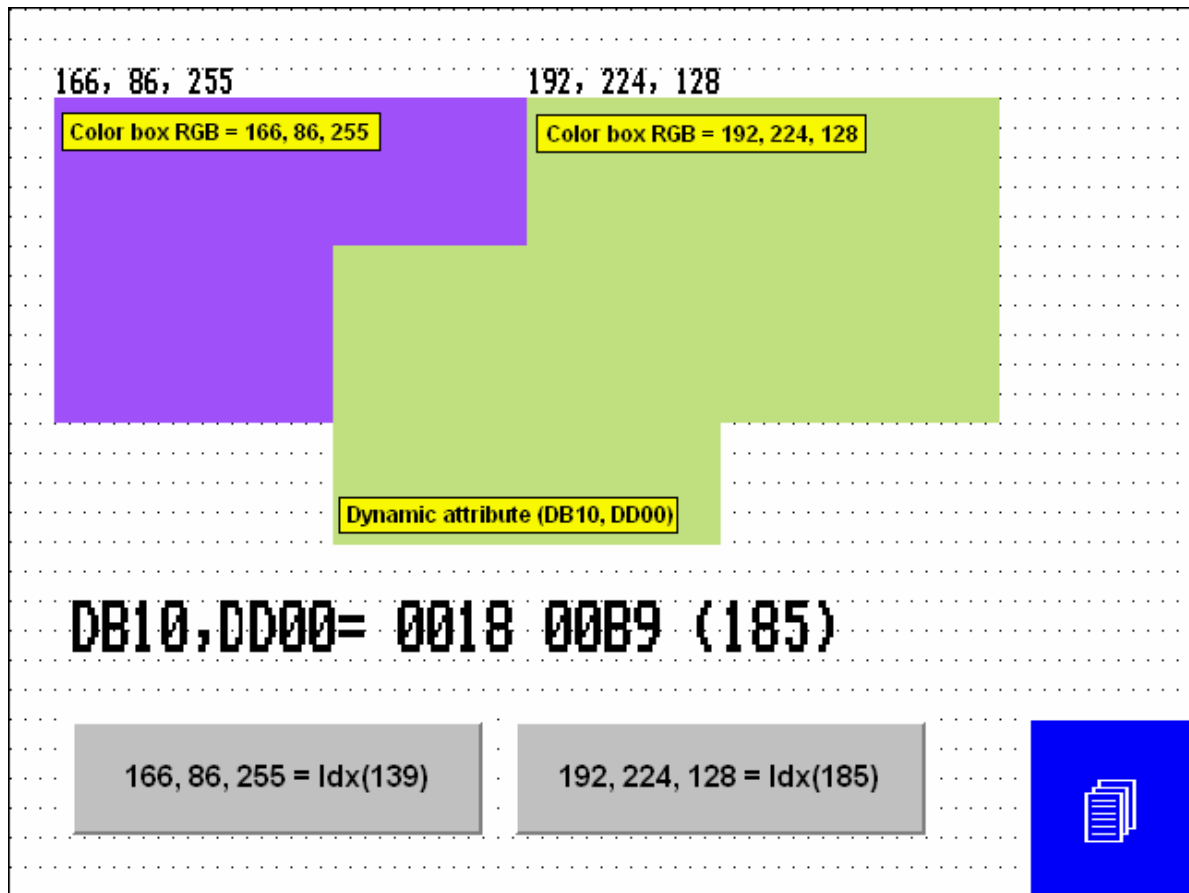 166, 86, 255 192, 224, 128
Color box RGB = 166, 86, 255 Color box RGB = 192, 224, 128
Dynamic attribute (DB10, DD00)
DB10,DD00= 0018 00B9 (185)
166, 86, 255 = Idx(139) 192, 224, 128 = Idx(185)